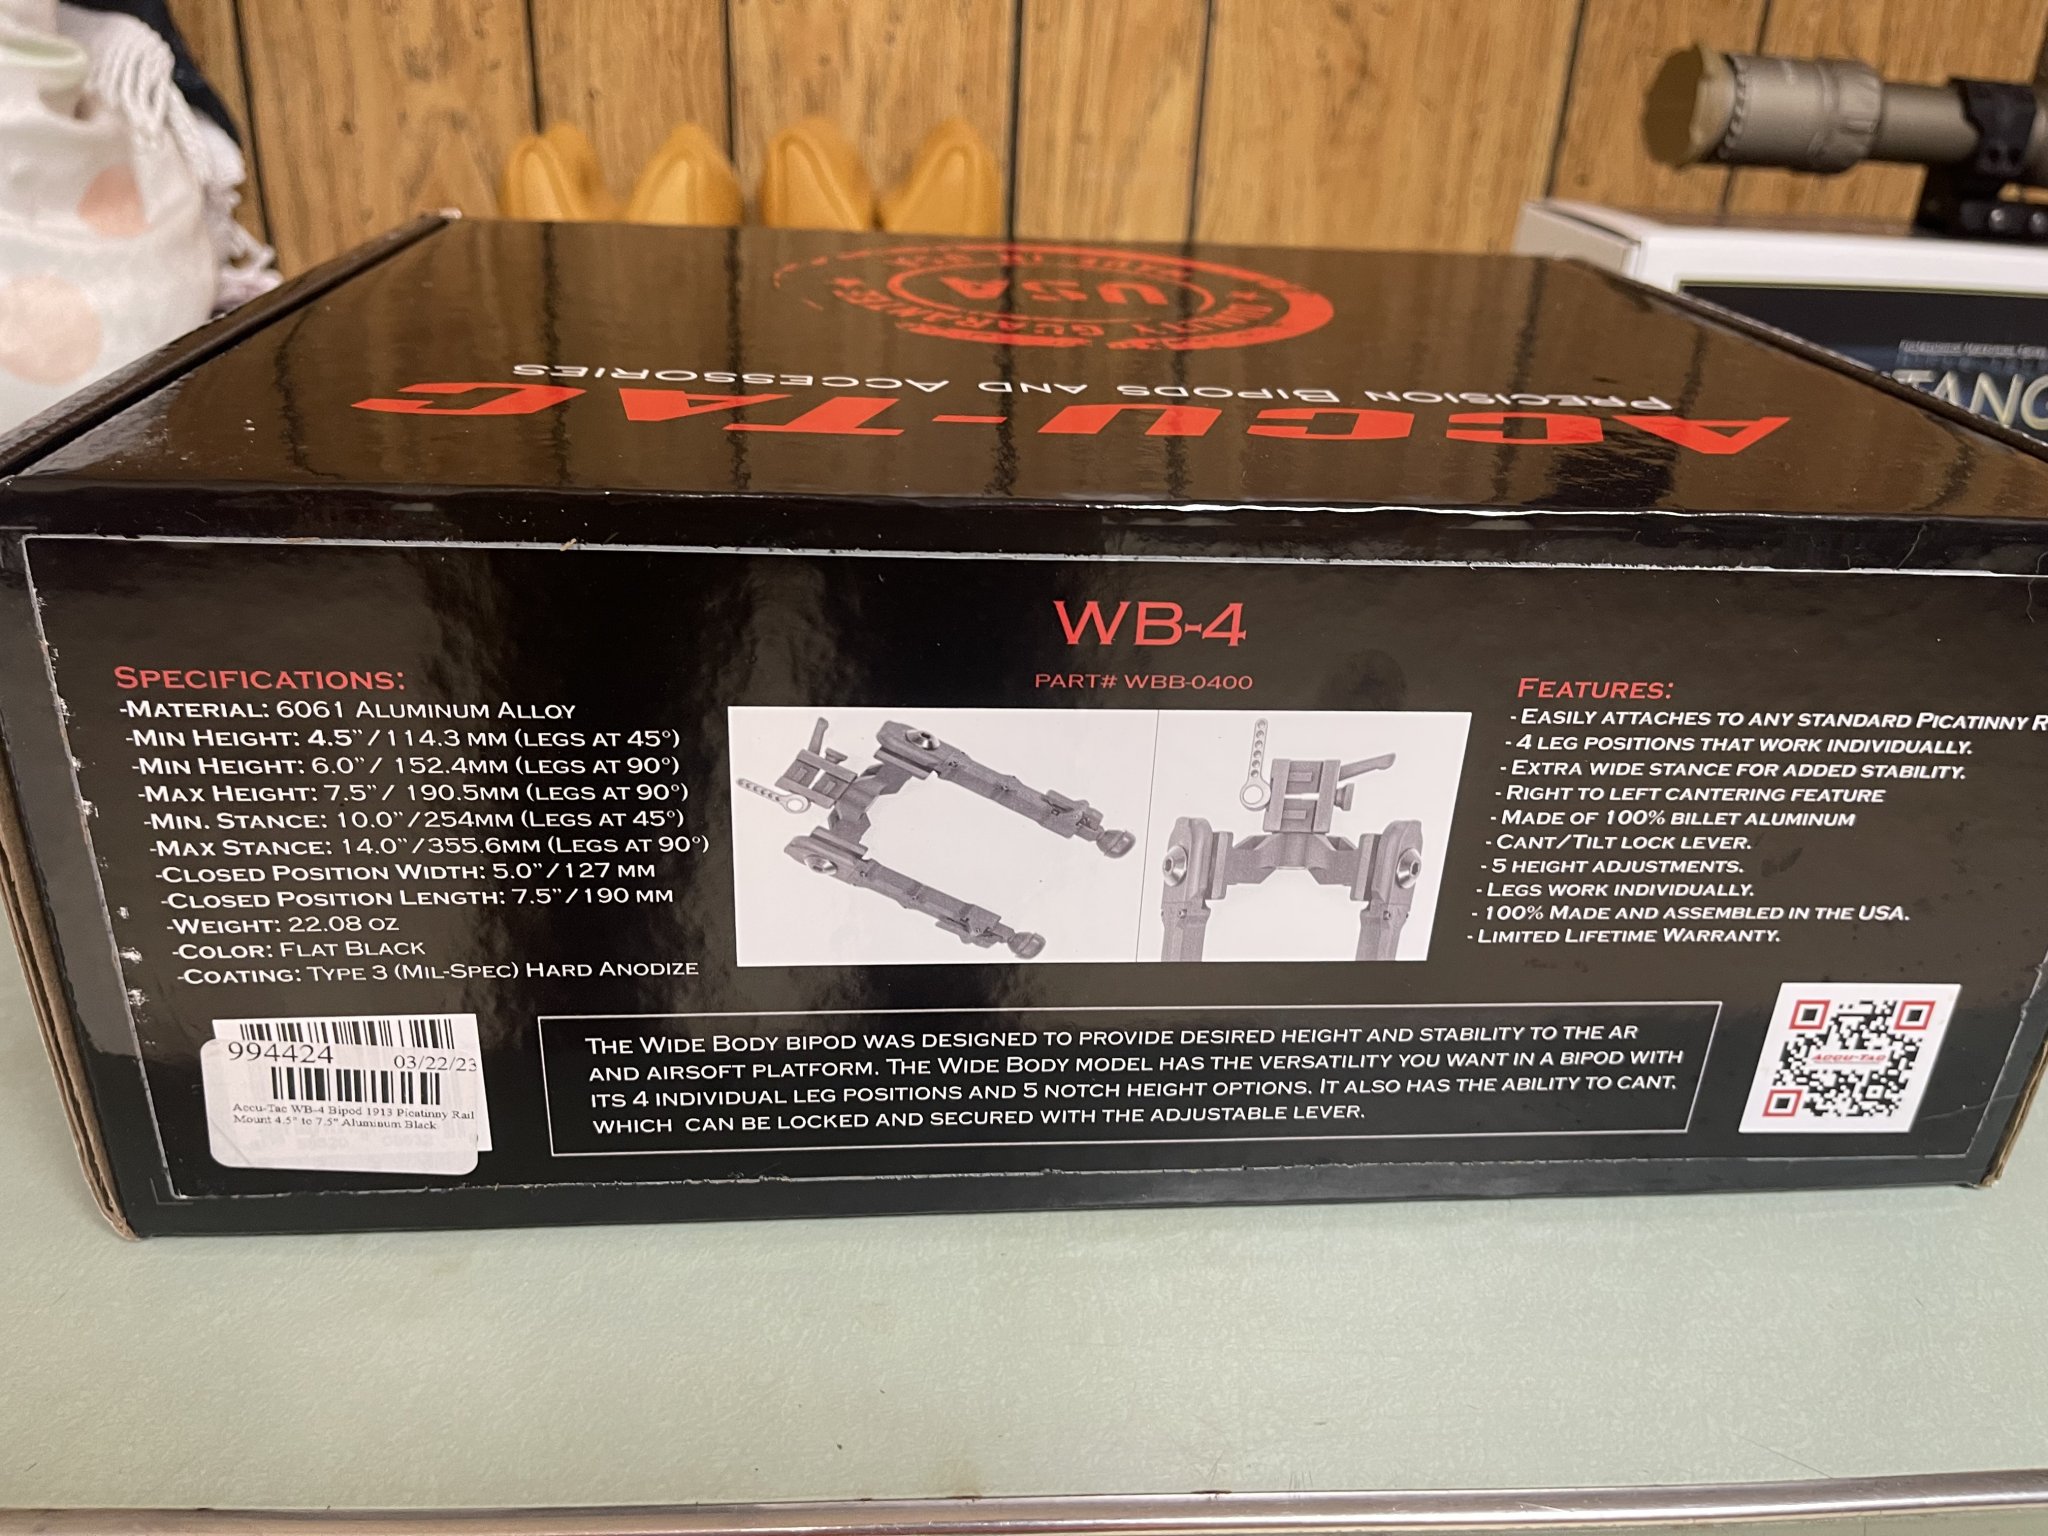 MADE IN USA
USA
QUALITY GUARANTEE
PRECISION BIPODS AND ACCESSORIES
ACCU-TAC
TANG
WB-4
PART# WBB-0400
SPECIFICATIONS:
-MATERIAL: 6061 ALUMINUM ALLOY
-MIN HEIGHT: 4.5"/114.3 MM (LEGS AT 45°)
-MIN HEIGHT: 6.0"/ 152.4MM (LEGS AT 90°)
-MAX HEIGHT: 7.5"/ 190.5MM (LEGS AT 90°)
-MIN. STANCE: 10.0"/254MM (LEGS AT 45°)
-MAX STANCE: 14.0"/355.6MM (LEGS AT 90°)
-CLOSED POSITION WIDTH: 5.0"/127 MM
-CLOSED POSITION LENGTH: 7.5"/190 MM
-WEIGHT: 22.08 OZ
-COLOR: FLAT BLACK
-COATING: TYPE 3 (MIL-SPEC) HARD ANODIZE
FEATURES:
- EASILY ATTACHES TO ANY STANDARD PICATINNY R
- 4 LEG POSITIONS THAT WORK INDIVIDUALLY.
- EXTRA WIDE STANCE FOR ADDED STABILITY.
- RIGHT TO LEFT CANTERING FEATURE
- MADE OF 100% BILLET ALUMINUM
- CANT/TILT LOCK LEVER.
- 5 HEIGHT ADJUSTMENTS.
- LEGS WORK INDIVIDUALLY.
- 100% MADE AND ASSEMBLED IN THE USA.
- LIMITED LIFETIME WARRANTY.
994424
03/22/23
Accu-Tac WB-4 Bipod 1913 Picatinny Rail
Mount 4.5" to 7.5" Aluminum Black
THE WIDE BODY BIPOD WAS DESIGNED TO PROVIDE DESIRED HEIGHT AND STABILITY TO THE AR
AND AIRSOFT PLATFORM. THE WIDE BODY MODEL HAS THE VERSATILITY YOU WANT IN A BIPOD WITH
ITS 4 INDIVIDUAL LEG POSITIONS AND 5 NOTCH HEIGHT OPTIONS. IT ALSO HAS THE ABILITY TO CANT.
WHICH CAN BE LOCKED AND SECURED WITH THE ADJUSTABLE LEVER.
ACCU-TAC